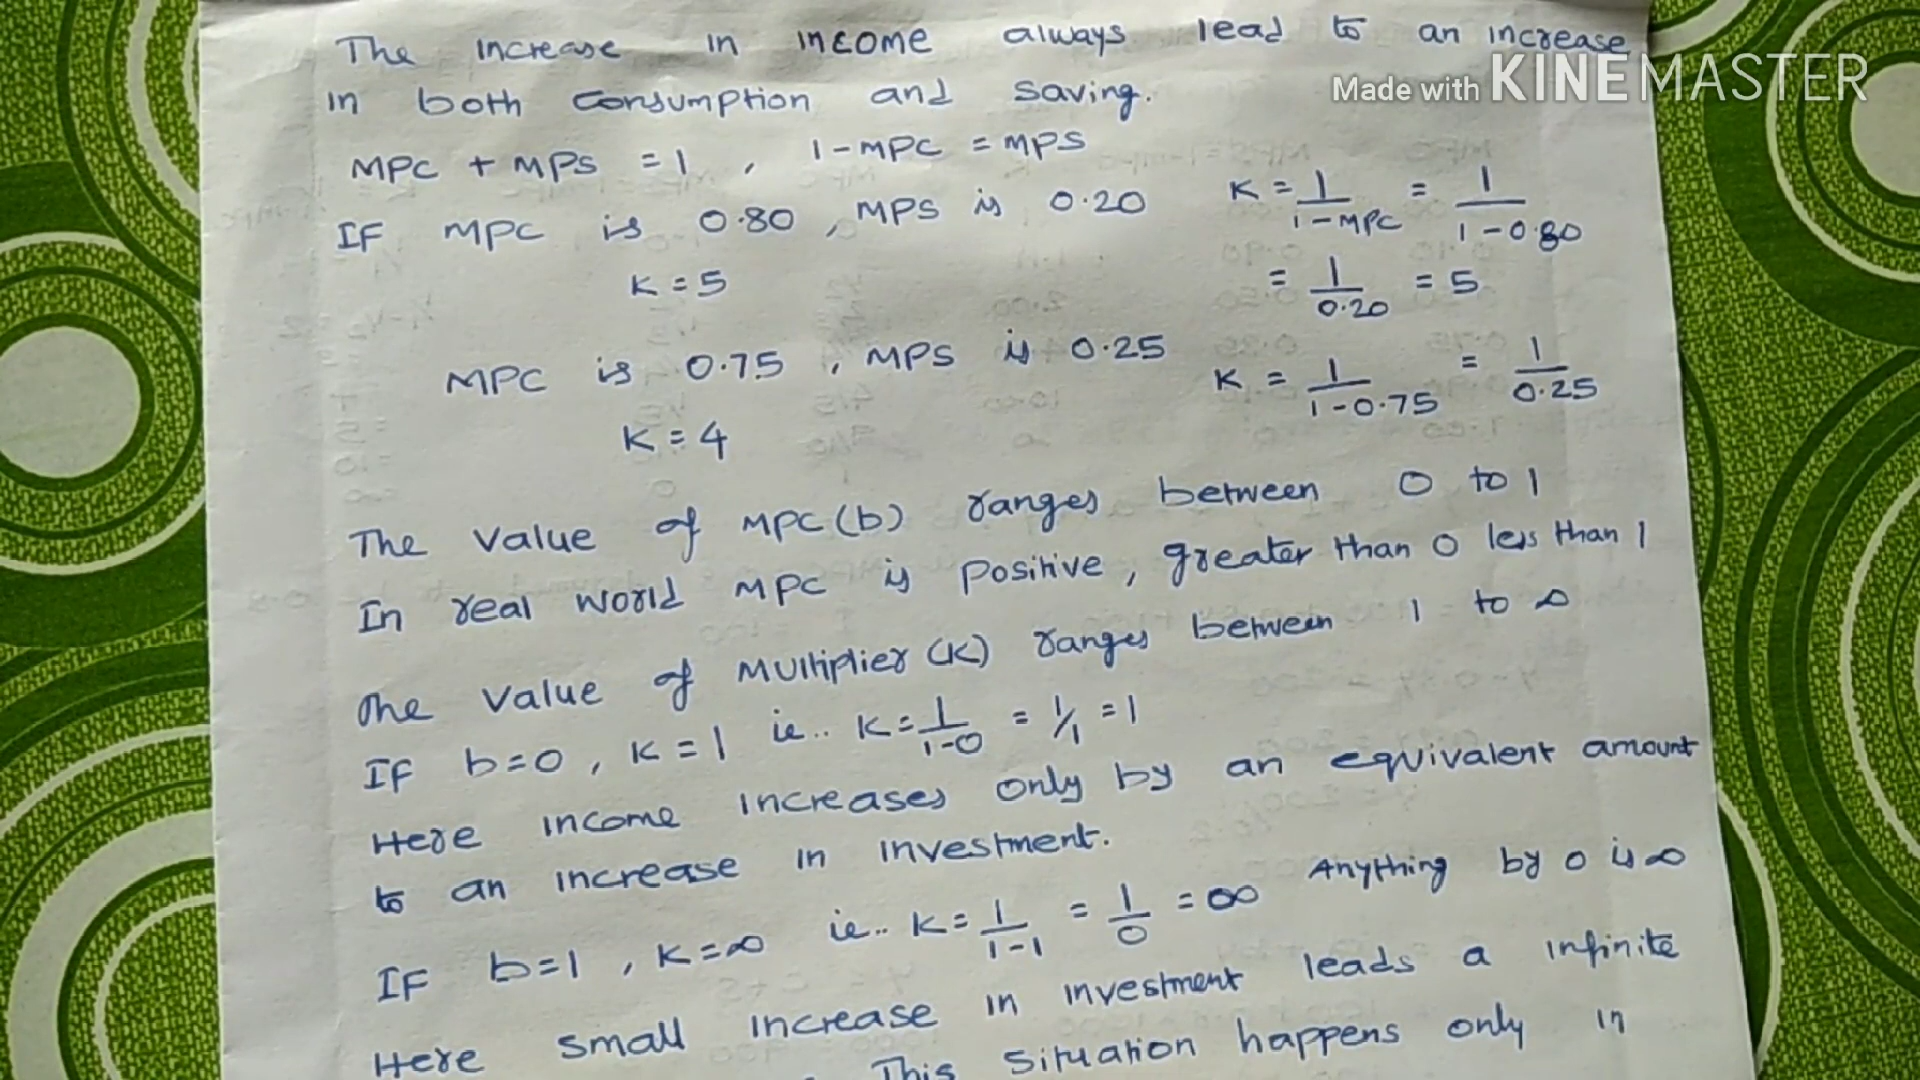 The increase in income always lead to an increase
Made with KINEMASTER
in both consumption and saving.
MPC + MPS = 1 , 1 - MPC = MPS
IF MPC is 0.80 , MPS is 0.20 K = 1/(1-MPC) = 1/(1-0.80)
K = 5 = 1/0.20 = 5
MPC is 0.75 , MPS is 0.25 K = 1/(1-0.75) = 1/0.25
K = 4
The value of MPC (b) ranges between 0 to 1
In real world MPC is positive, greater than 0 less than 1
The value of Multiplier (K) ranges between 1 to ∞
IF b=0, K=1 ie.. K = 1/(1-0) = 1/1 = 1
Here income increases only by an equivalent amount
to an increase in investment.
IF b=1, K=∞ ie.. K = 1/(1-1) = 1/0 = ∞ Anything by 0 is ∞
Here small increase in investment leads a infinite
This situation happens only in